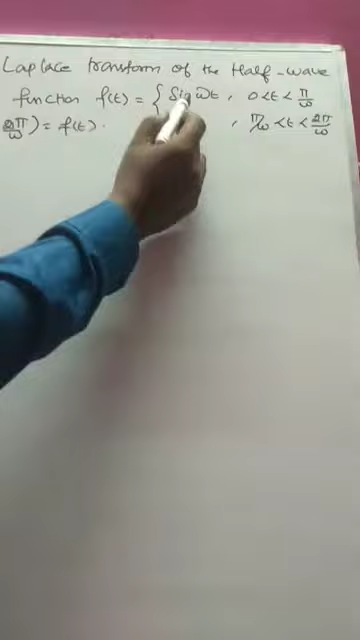 Laplace transform of the Half-wave
function f(t) = { Sin ωt , 0 < t < π/ω
2π/ω) = f(t). , π/ω < t < 2π/ω